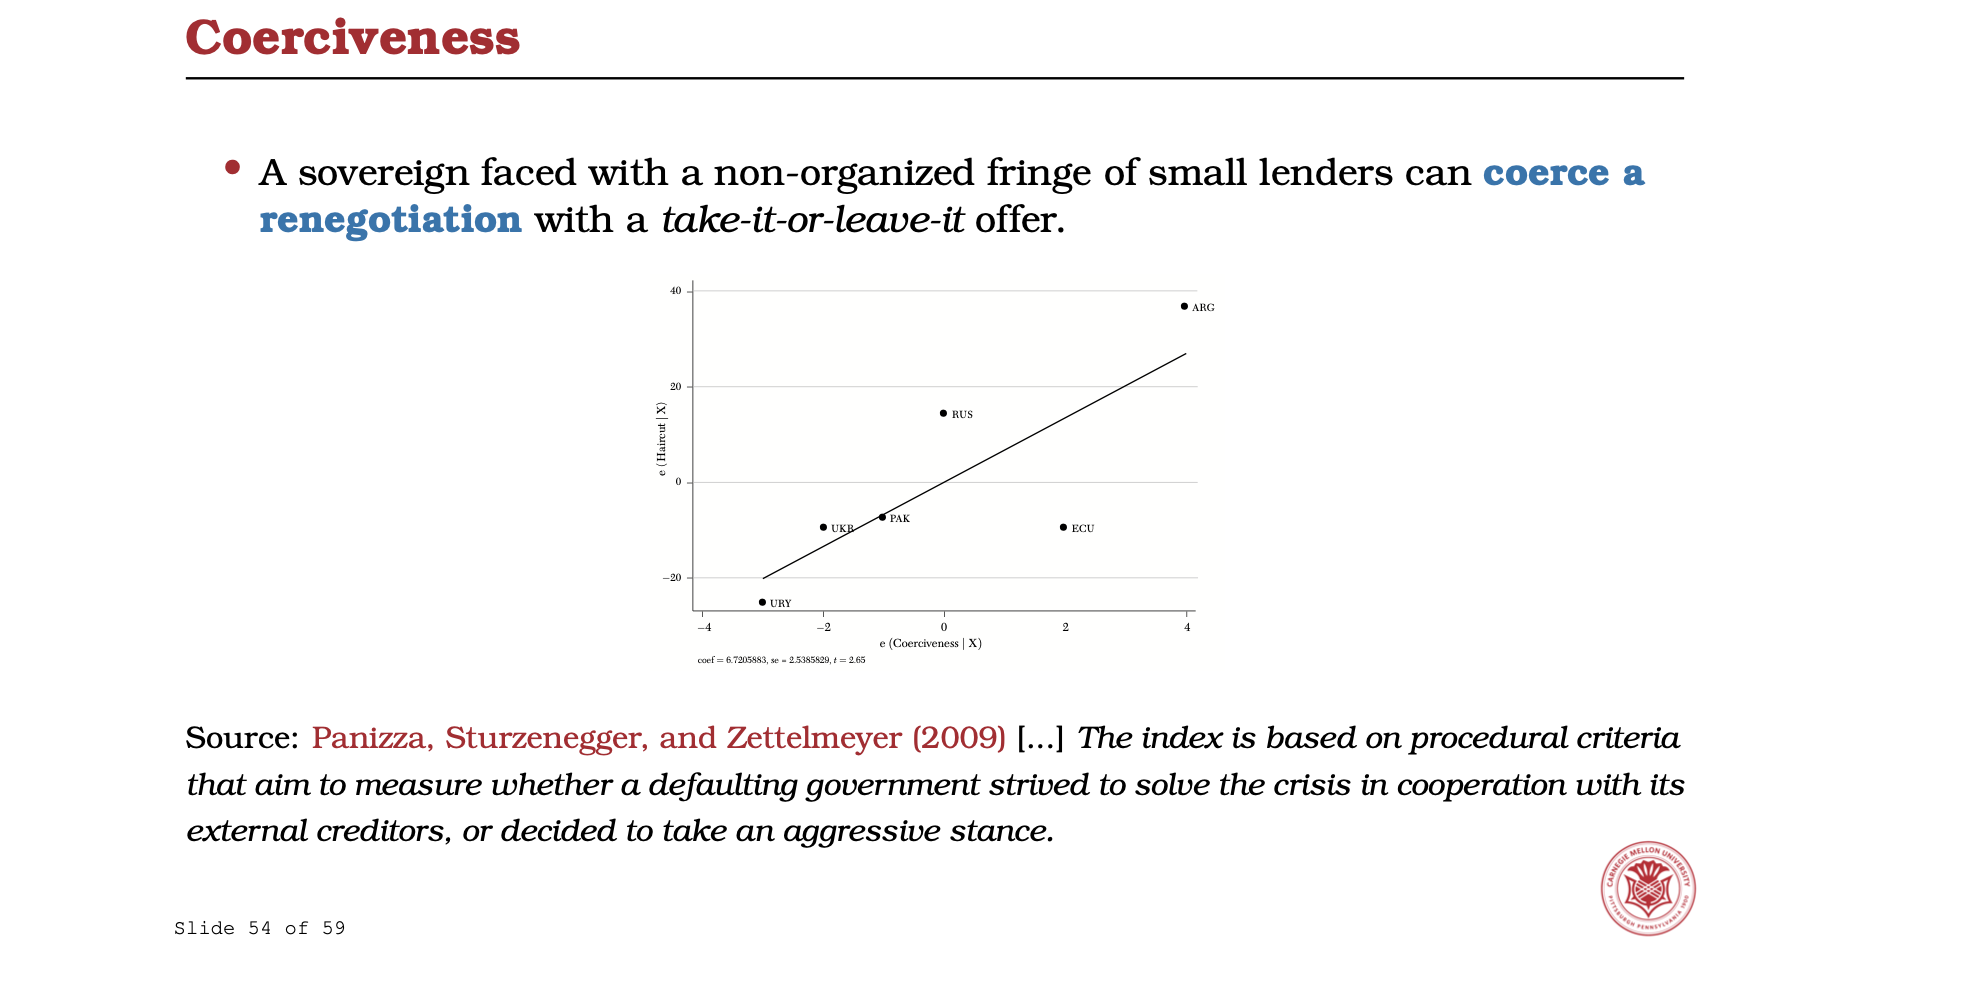 Coerciveness
• A sovereign faced with a non-organized fringe of small lenders can coerce a
renegotiation with a take-it-or-leave-it offer.
40
20
0
−20
e (Haircut | X)
ARG
RUS
UKR
PAK
ECU
URY
−4 −2 0 2 4
e (Coerciveness | X)
coef = 6.7205883, se = 2.5385829, t = 2.65
Source: Panizza, Sturzenegger, and Zettelmeyer (2009) [...] The index is based on procedural criteria
that aim to measure whether a defaulting government strived to solve the crisis in cooperation with its
external creditors, or decided to take an aggressive stance.
CARNEGIE MELLON UNIVERSITY
PITTSBURGH PENNSYLVANIA 1900
Slide 54 of 59